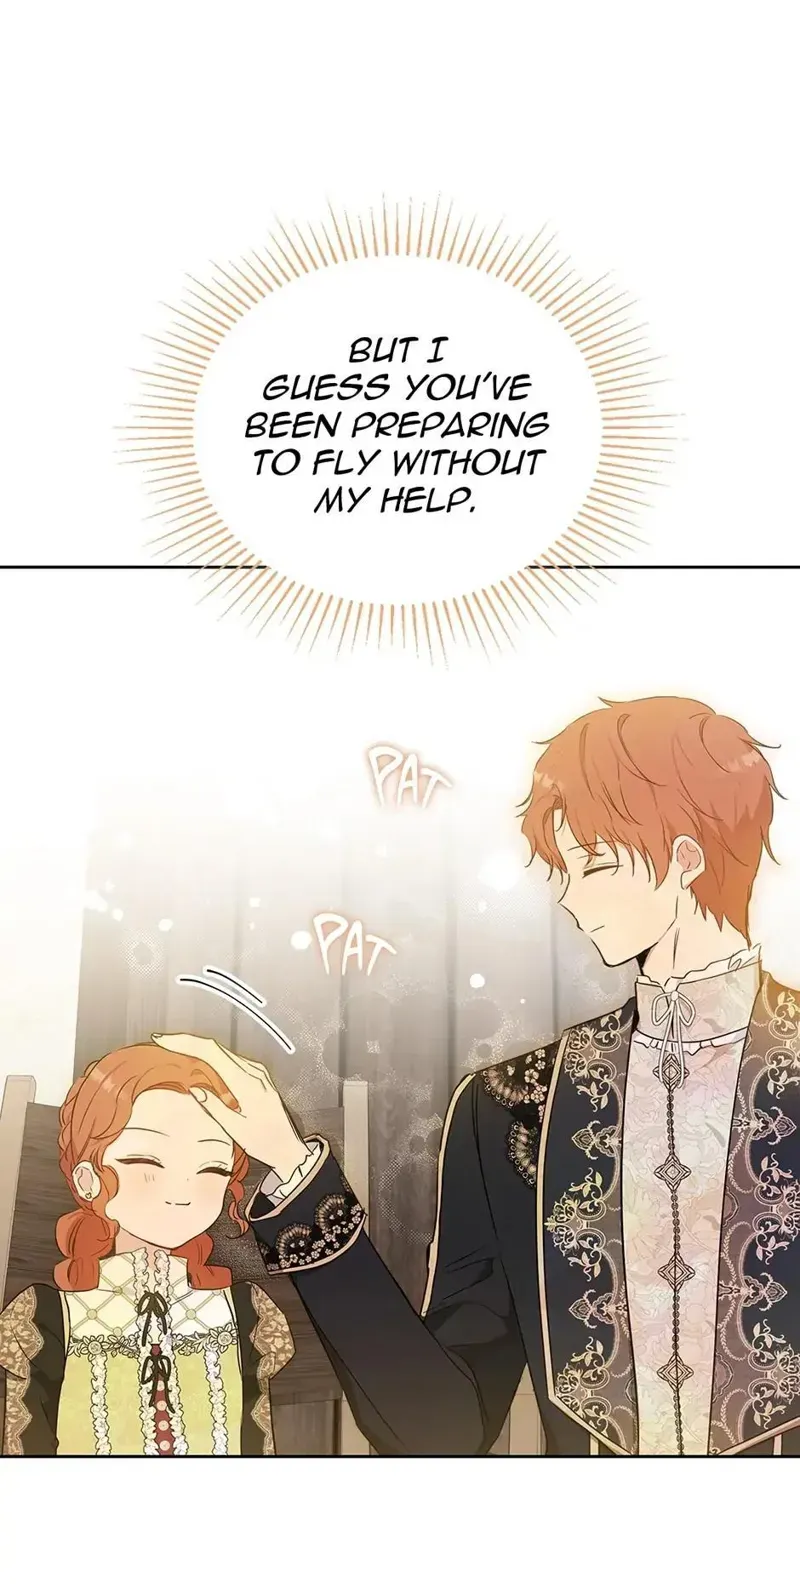 BUT I
GUESS YOU'VE
BEEN PREPARING
TO FLY WITHOUT
MY HELP.
PAT
PAT